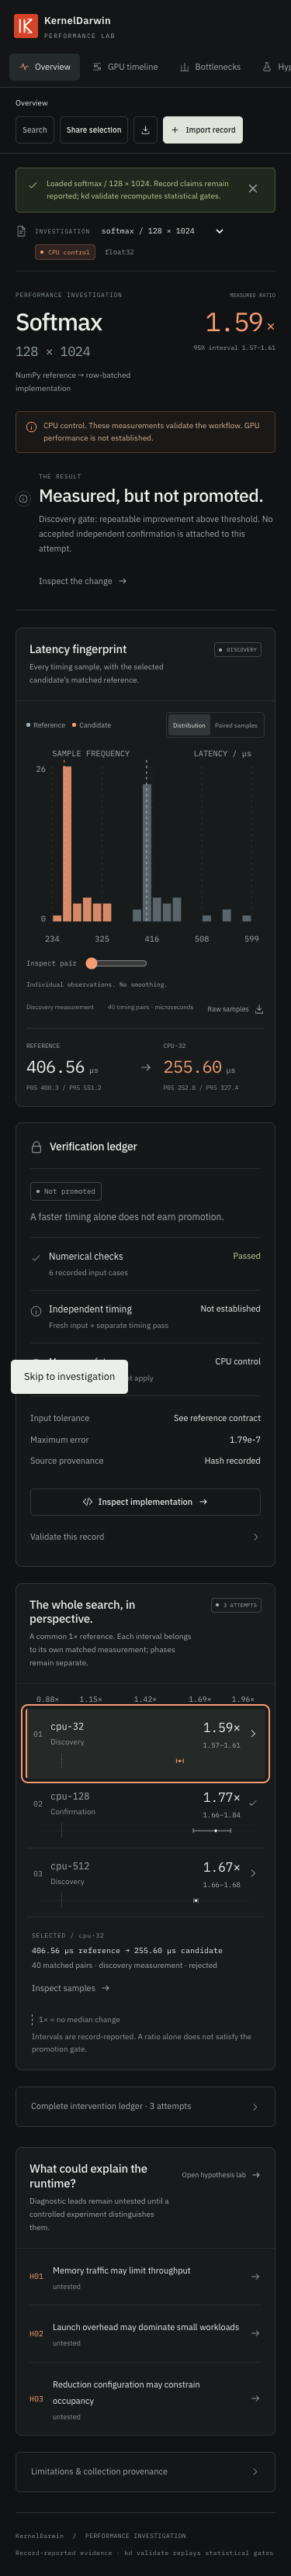 KernelDarwin
PERFORMANCE LAB
Overview
GPU timeline
Bottlenecks
Hyp
Overview
Search
Share selection
Import record
Loaded softmax / 128 × 1024. Record claims remain
reported; kd validate recomputes statistical gates.
INVESTIGATION softmax / 128 × 1024
CPU control
float32
PERFORMANCE INVESTIGATION
MEASURED RATIO
Softmax
1.59×
128 × 1024
95% interval 1.57–1.61
NumPy reference → row-batched
implementation
CPU control. These measurements validate the workflow. GPU
performance is not established.
THE RESULT
Measured, but not promoted.
Discovery gate: repeatable improvement above threshold. No
accepted independent confirmation is attached to this
attempt.
Inspect the change →
Latency fingerprint
DISCOVERY
Every timing sample, with the selected
candidate's matched reference.
Reference
Candidate
Distribution
Paired samples
SAMPLE FREQUENCY
LATENCY / μs
26
0
234 325 416 508 599
Inspect pair
Individual observations. No smoothing.
Discovery measurement
40 timing pairs · microseconds
Raw samples
REFERENCE
CPU-32
406.56 μs
→
255.60 μs
P05 400.3 / P95 551.2
P05 252.8 / P95 327.4
Verification ledger
Not promoted
A faster timing alone does not earn promotion.
Numerical checks
Passed
6 recorded input cases
Independent timing
Not established
Fresh input + separate timing pass
CPU control
Skip to investigation
t apply
Input tolerance
See reference contract
Maximum error
1.79e-7
Source provenance
Hash recorded
Inspect implementation →
Validate this record
The whole search, in
perspective.
3 ATTEMPTS
A common 1× reference. Each interval belongs
to its own matched measurement; phases
remain separate.
0.88× 1.15× 1.42× 1.69× 1.96×
01 cpu-32
1.59×
Discovery
1.57–1.61
02 cpu-128
1.77×
Confirmation
1.66–1.84
03 cpu-512
1.67×
Discovery
1.66–1.68
SELECTED / cpu-32
406.56 μs reference → 255.60 μs candidate
40 matched pairs · discovery measurement · rejected
Inspect samples →
1× = no median change
Intervals are record-reported. A ratio alone does not satisfy the
promotion gate.
Complete intervention ledger · 3 attempts
What could explain the
runtime?
Open hypothesis lab →
Diagnostic leads remain untested until a
controlled experiment distinguishes
them.
H01 Memory traffic may limit throughput →
untested
H02 Launch overhead may dominate small workloads →
untested
H03 Reduction configuration may constrain
occupancy →
untested
Limitations & collection provenance
KernelDarwin / PERFORMANCE INVESTIGATION
Record-reported evidence · kd validate replays statistical gates